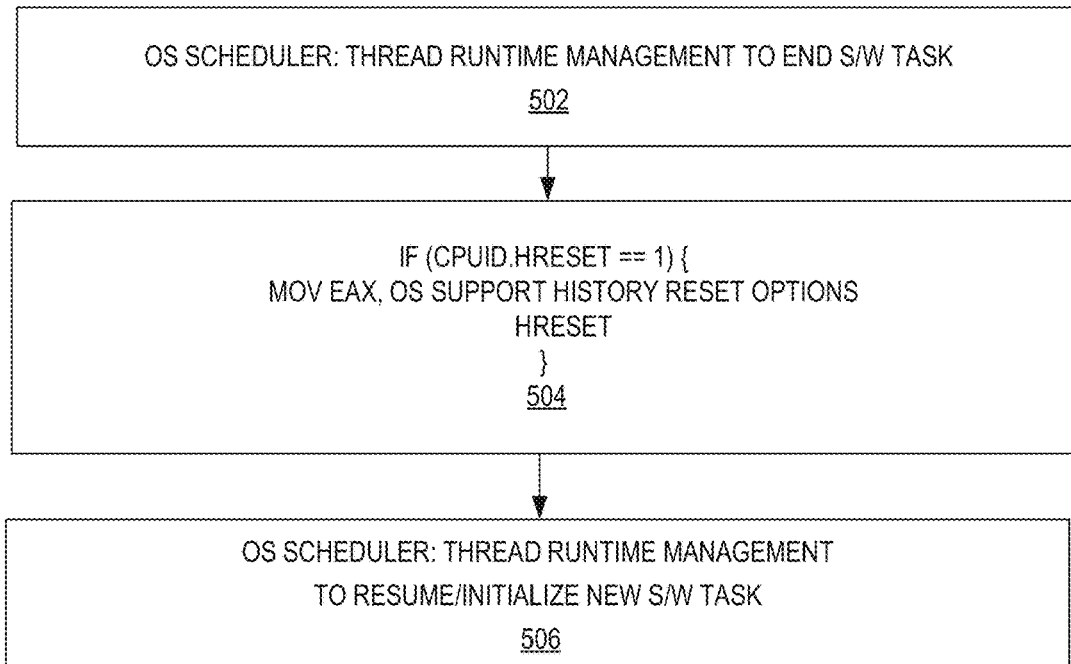 OS SCHEDULER: THREAD RUNTIME MANAGEMENT TO END S/W TASK
502
IF (CPUID.HRESET == 1) {
MOV EAX, OS SUPPORT HISTORY RESET OPTIONS
HRESET
}
504
OS SCHEDULER: THREAD RUNTIME MANAGEMENT
TO RESUME/INITIALIZE NEW S/W TASK
506